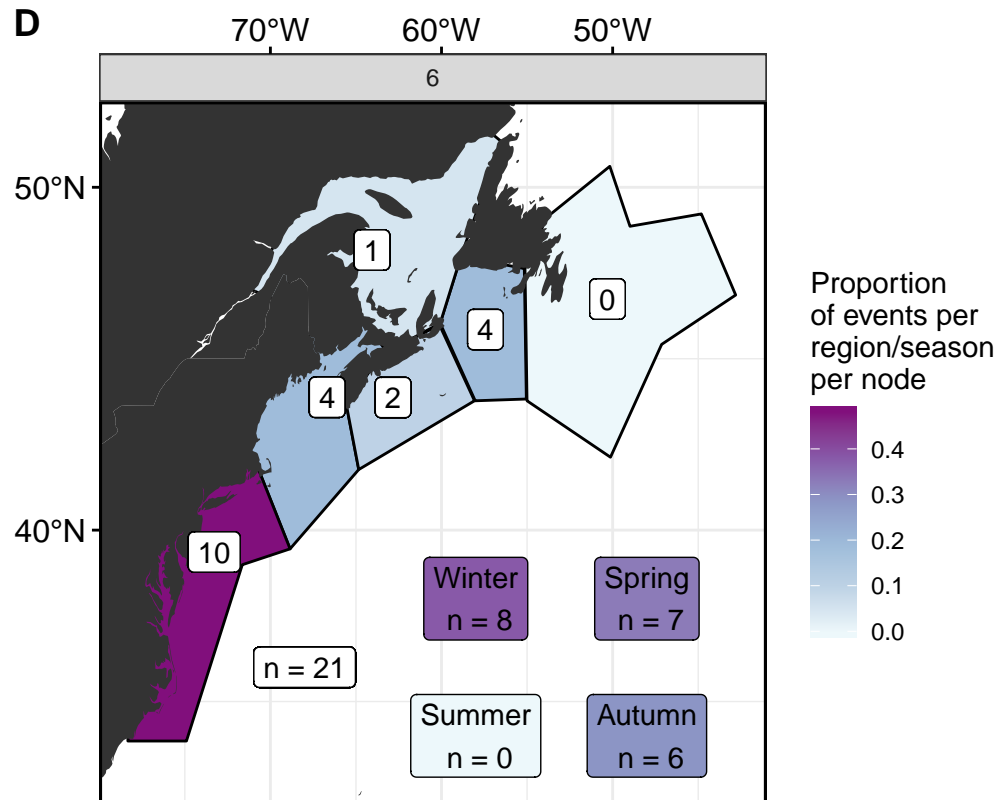 D
70°W 60°W 50°W
6
50°N
40°N
1
0
4
4
2
10
n = 21
Winter
n = 8
Spring
n = 7
Summer
n = 0
Autumn
n = 6
Proportion
of events per
region/season
per node
0.4
0.3
0.2
0.1
0.0